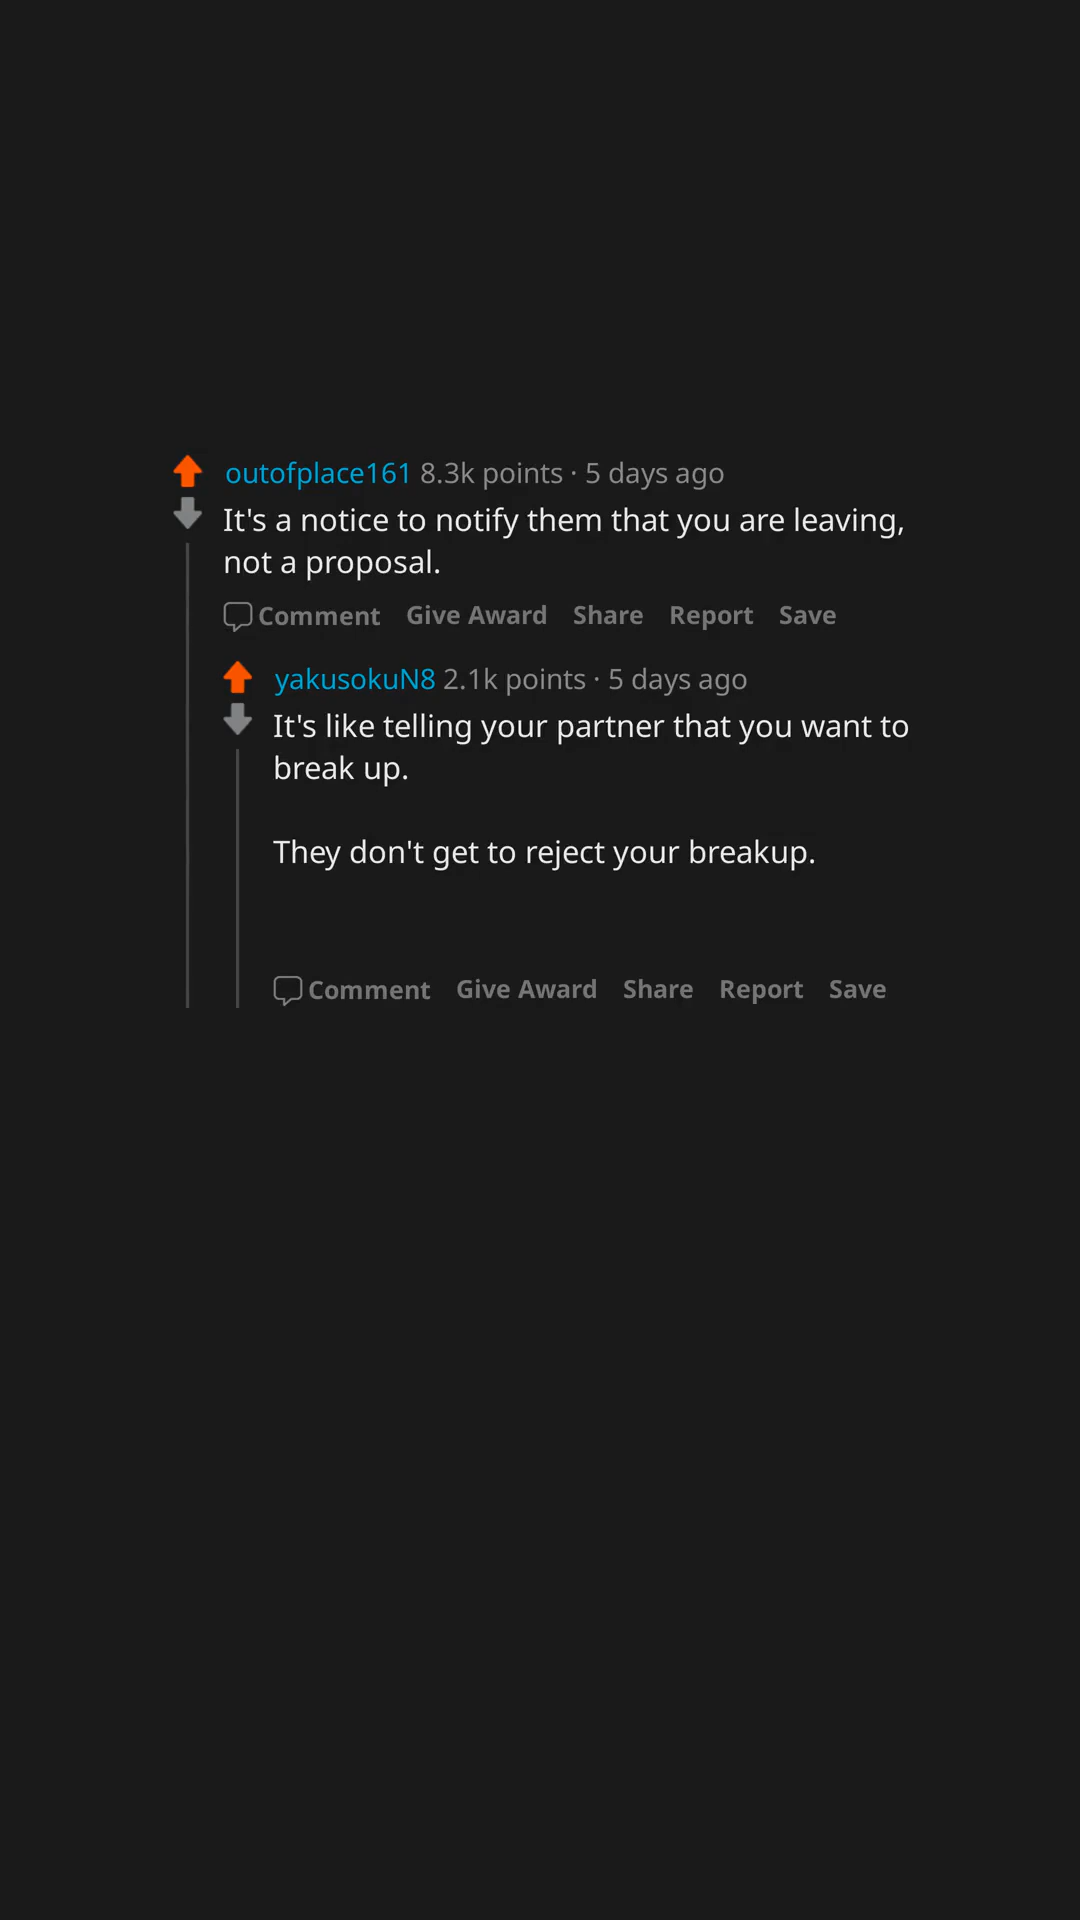 outofplace161 8.3k points · 5 days ago
It's a notice to notify them that you are leaving,
not a proposal.
Comment Give Award Share Report Save
yakusokuN8 2.1k points · 5 days ago
It's like telling your partner that you want to
break up.
They don't get to reject your breakup.
Comment Give Award Share Report Save